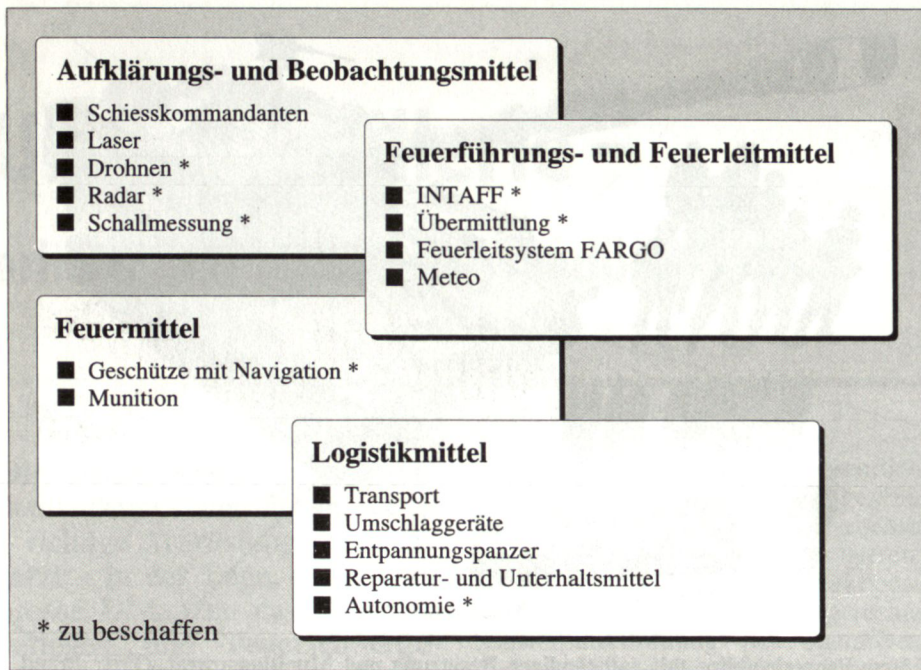 Aufklärungs- und Beobachtungsmittel
■ Schiesskommandanten
■ Laser
■ Drohnen *
■ Radar *
■ Schallmessung *
Feuerführungs- und Feuerleitmittel
■ INTAFF *
■ Übermittlung *
■ Feuerleitsystem FARGO
■ Meteo
Feuermittel
■ Geschütze mit Navigation *
■ Munition
Logistikmittel
■ Transport
■ Umschlaggeräte
■ Entpannungspanzer
■ Reparatur- und Unterhaltsmittel
■ Autonomie *
* zu beschaffen